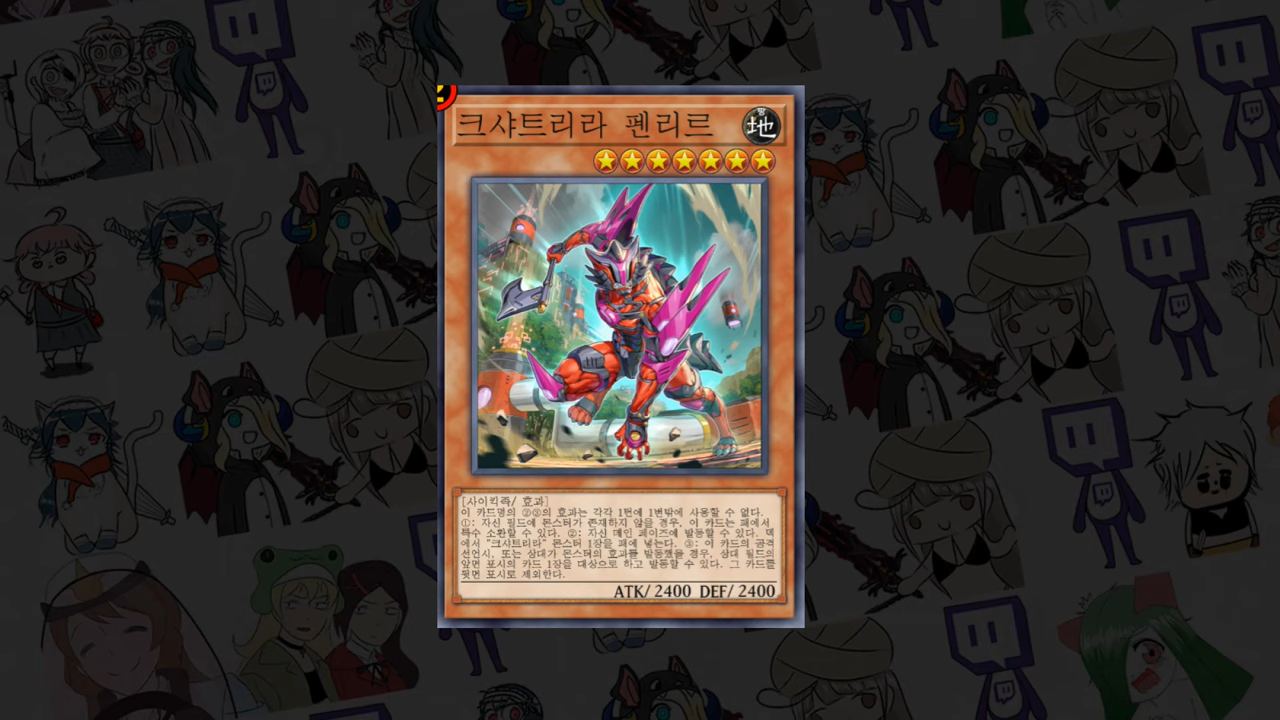 2
크샤트리라 펜리르
땅
地
[사이킥족/ 효과]
이 카드명의 ②③의 효과는 각각 1턴에 1번밖에 사용할 수 없다.
①: 자신 필드에 몬스터가 존재하지 않을 경우, 이 카드는 패에서
특수 소환할 수 있다. ②: 자신 메인 페이즈에 발동할 수 있다. 덱
에서 "크샤트리라" 몬스터 1장을 패에 넣는다. ③: 이 카드의 공격
선언시, 또는 상대가 몬스터의 효과를 발동했을 경우, 상대 필드의
앞면 표시의 카드 1장을 대상으로 하고 발동할 수 있다. 그 카드를
뒷면 표시로 제외한다.
ATK/ 2400 DEF/ 2400